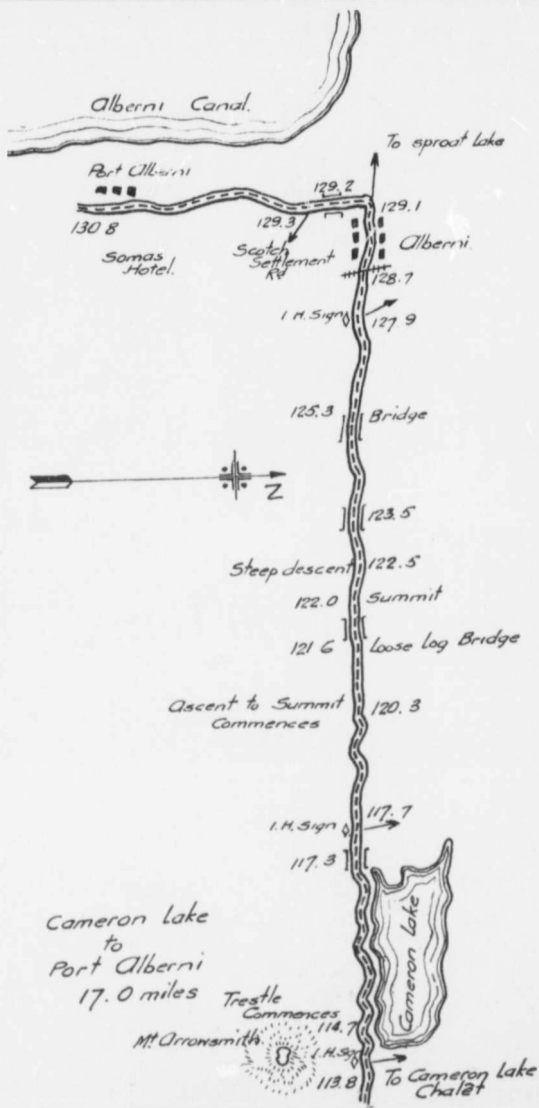 Alberni Canal.
To sproat Lake
Port Alberni
129.2
129.1
130.8
129.3
Somas
Hotel.
Scotch
Settlement
Rd
Alberni.
128.7
I.H. Sign
127.9
125.3
Bridge
N
123.5
Steep descent
122.5
122.0
Summit
121.6
Loose Log Bridge
Ascent to Summit
Commences
120.3
117.7
I.H. Sign
117.3
Cameron Lake
Cameron Lake
to
Port Alberni
17.0 miles
Trestle
Commences
114.7
Mt Arrowsmith
I.H. Sgn
113.8
To Cameron Lake
Chalet